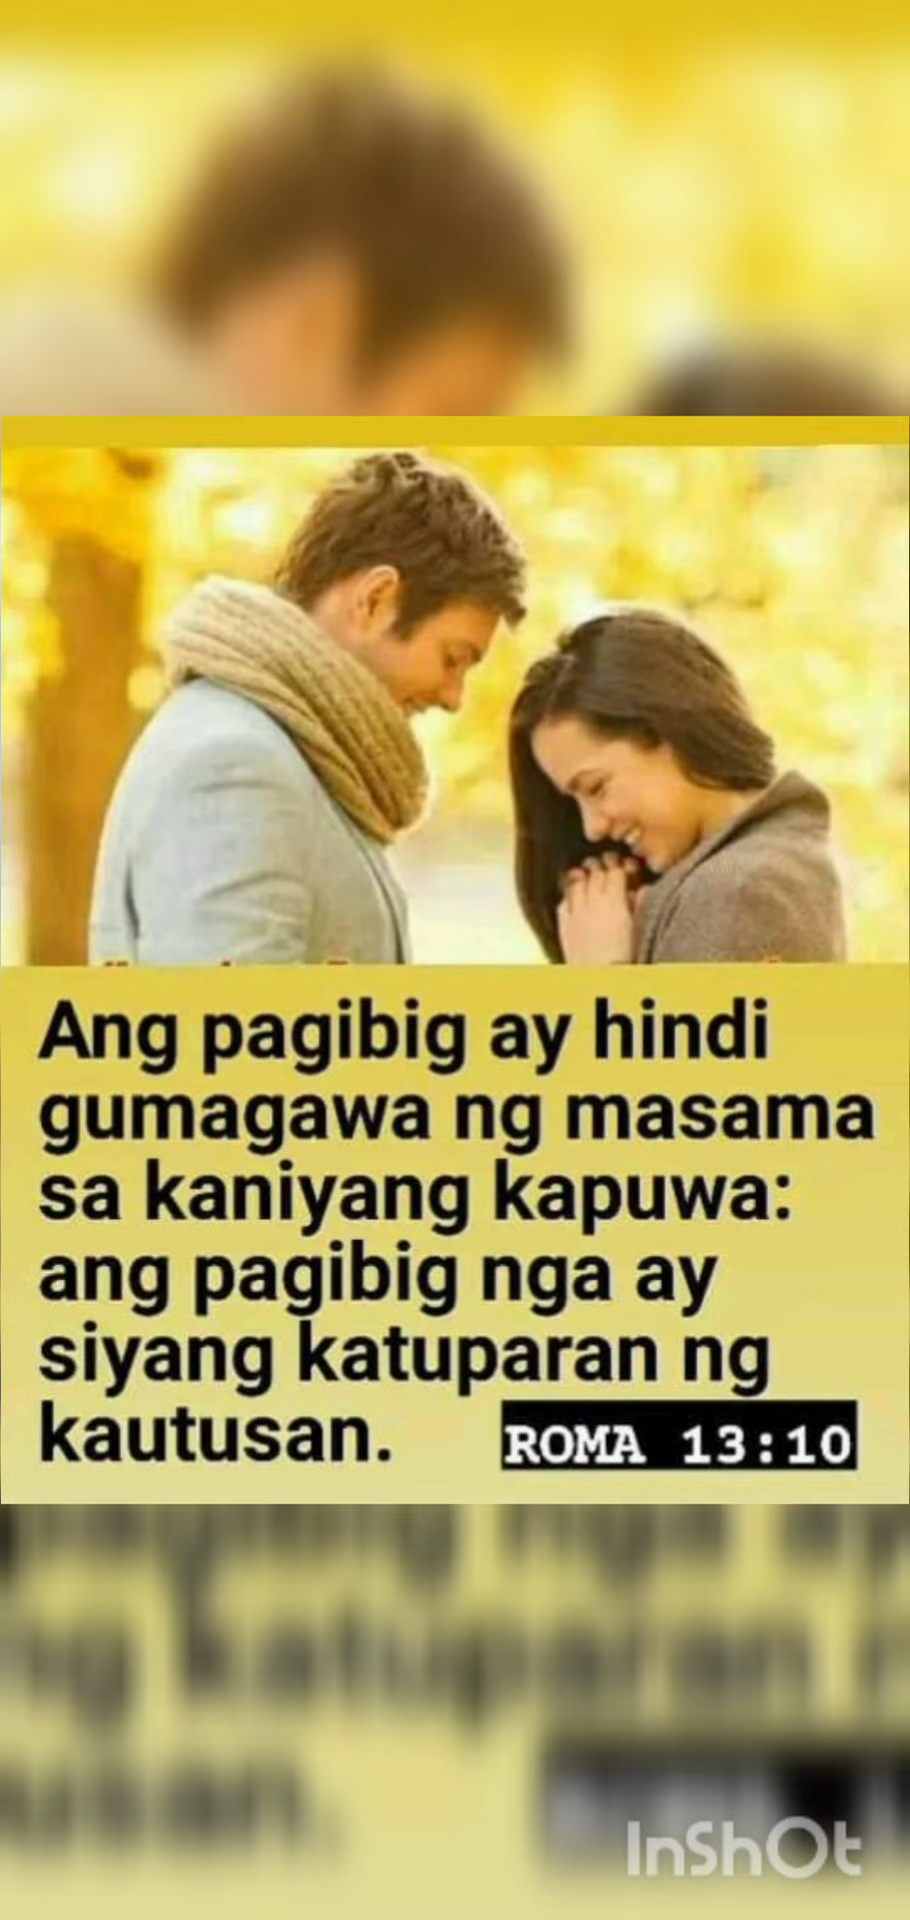 Ang pagibig ay hindi
gumagawa ng masama
sa kaniyang kapuwa:
ang pagibig nga ay
siyang katuparan ng
kautusan.
ROMA 13:10
InShOt